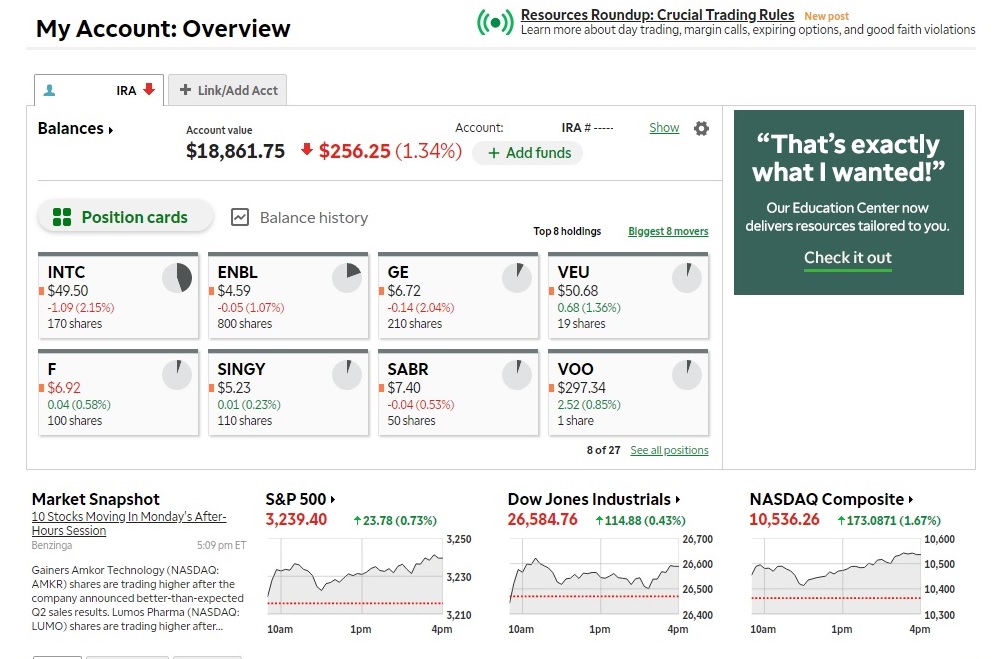 My Account: Overview
Resources Roundup: Crucial Trading Rules New post
Learn more about day trading, margin calls, expiring options, and good faith violations
IRA
+ Link/Add Acct
Balances
Account value
$18,861.75 $256.25 (1.34%)
Account: IRA # ----- Show
+ Add funds
Position cards
Balance history
Top 8 holdings Biggest 8 movers
INTC
$49.50
-1.09 (2.15%)
170 shares
ENBL
$4.59
-0.05 (1.07%)
800 shares
GE
$6.72
-0.14 (2.04%)
210 shares
VEU
$50.68
0.68 (1.36%)
19 shares
F
$6.92
0.04 (0.58%)
100 shares
SINGY
$5.23
0.01 (0.23%)
110 shares
SABR
$7.40
-0.04 (0.53%)
50 shares
VOO
$297.34
2.52 (0.85%)
1 share
8 of 27 See all positions
“That’s exactly
what I wanted!”
Our Education Center now
delivers resources tailored to you.
Check it out
Market Snapshot
10 Stocks Moving In Monday's After-
Hours Session
Benzinga 5:09 pm ET
Gainers Amkor Technology (NASDAQ:
AMKR) shares are trading higher after the
company announced better-than-expected
Q2 sales results. Lumos Pharma (NASDAQ:
LUMO) shares are trading higher after...
S&P 500
3,239.40 23.78 (0.73%)
3,250
3,230
3,210
10am 1pm 4pm
Dow Jones Industrials
26,584.76 114.88 (0.43%)
26,700
26,600
26,500
26,400
10am 1pm 4pm
NASDAQ Composite
10,536.26 173.0871 (1.67%)
10,600
10,500
10,400
10,300
10am 1pm 4pm